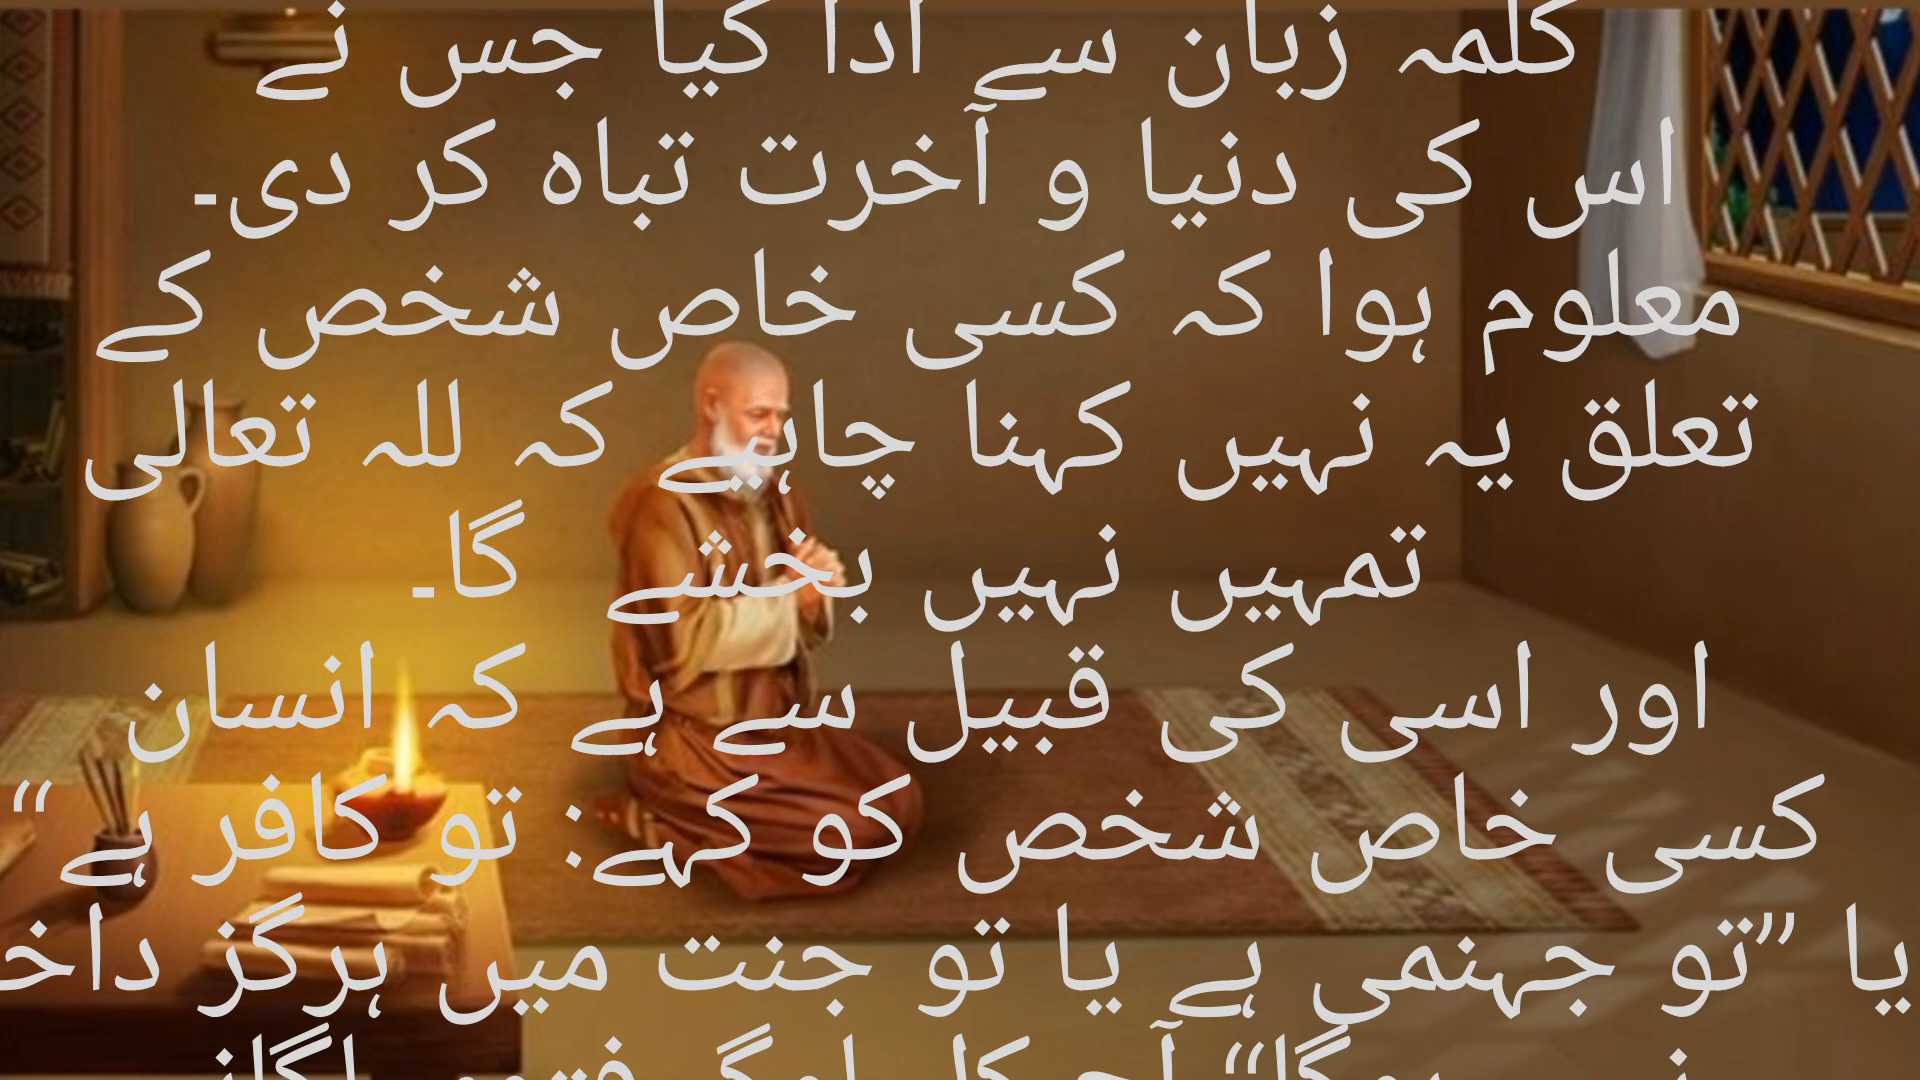 کلمہ زبان سے ادا کیا جس نے
اس کی دنیا و آخرت تباہ کر دی۔
معلوم ہوا کہ کسی خاص شخص کے
تعلق یہ نہیں کہنا چاہیے کہ للہ تعالی
تمہیں نہیں بخشے گا۔
اور اسی کی قبیل سے ہے کہ انسان
کسی خاص شخص کو کہے: تو کافر ہے“
یا ”تو جہنمی ہے یا تو جنت میں ہرگز داخ